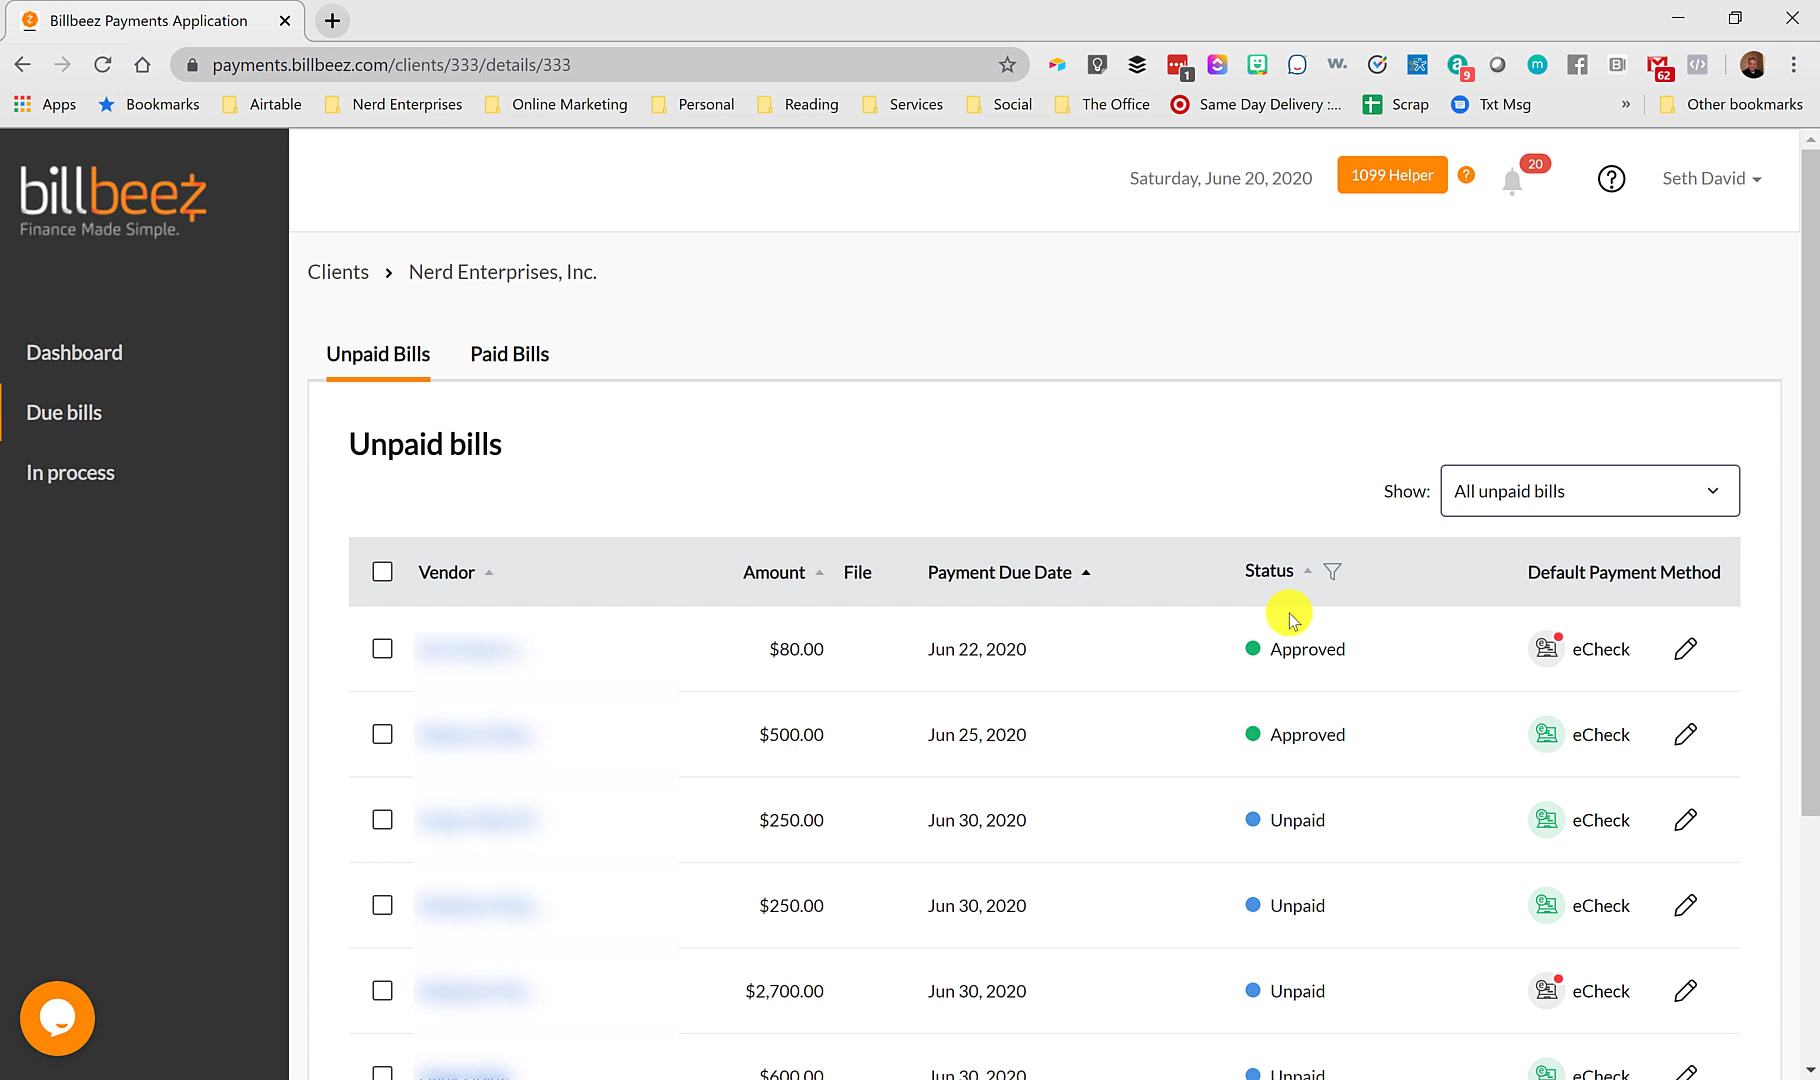 Billbeez Payments Application
payments.billbeez.com/clients/333/details/333
1
9
62
Apps Bookmarks Airtable Nerd Enterprises Online Marketing Personal Reading Services Social The Office Same Day Delivery :... Scrap Txt Msg » Other bookmarks
billbeez
Finance Made Simple.
Saturday, June 20, 2020 1099 Helper ? 20 ? Seth David
Clients > Nerd Enterprises, Inc.
Dashboard
Due bills
In process
Unpaid Bills Paid Bills
Unpaid bills
Show: All unpaid bills
Vendor Amount File Payment Due Date Status Default Payment Method
$80.00 Jun 22, 2020 Approved eCheck
$500.00 Jun 25, 2020 Approved eCheck
$250.00 Jun 30, 2020 Unpaid eCheck
$250.00 Jun 30, 2020 Unpaid eCheck
$2,700.00 Jun 30, 2020 Unpaid eCheck
$600.00 Jun 30, 2020 Unpaid eCheck